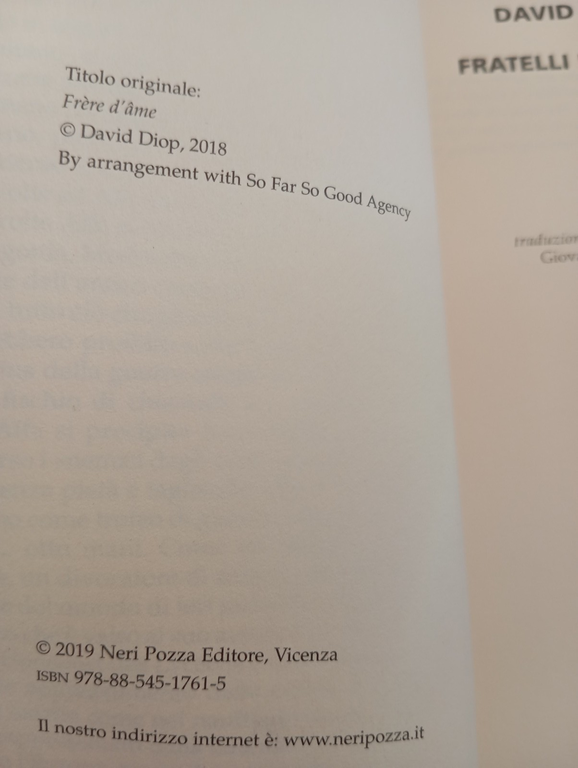 Titolo originale:
Frère d'âme
© David Diop, 2018
By arrangement with So Far So Good Agency
© 2019 Neri Pozza Editore, Vicenza
ISBN 978-88-545-1761-5
Il nostro indirizzo internet è: www.neripozza.it
DAVID
FRATELLI